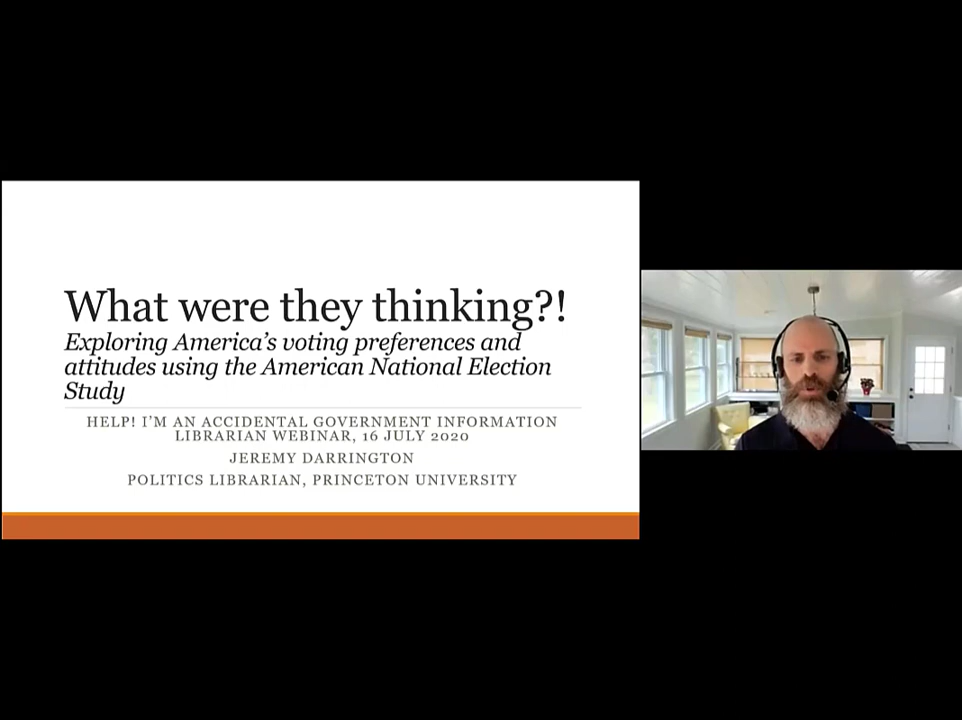 What were they thinking?!
Exploring America's voting preferences and
attitudes using the American National Election
Study
HELP! I'M AN ACCIDENTAL GOVERNMENT INFORMATION
LIBRARIAN WEBINAR, 16 JULY 2020
JEREMY DARRINGTON
POLITICS LIBRARIAN, PRINCETON UNIVERSITY